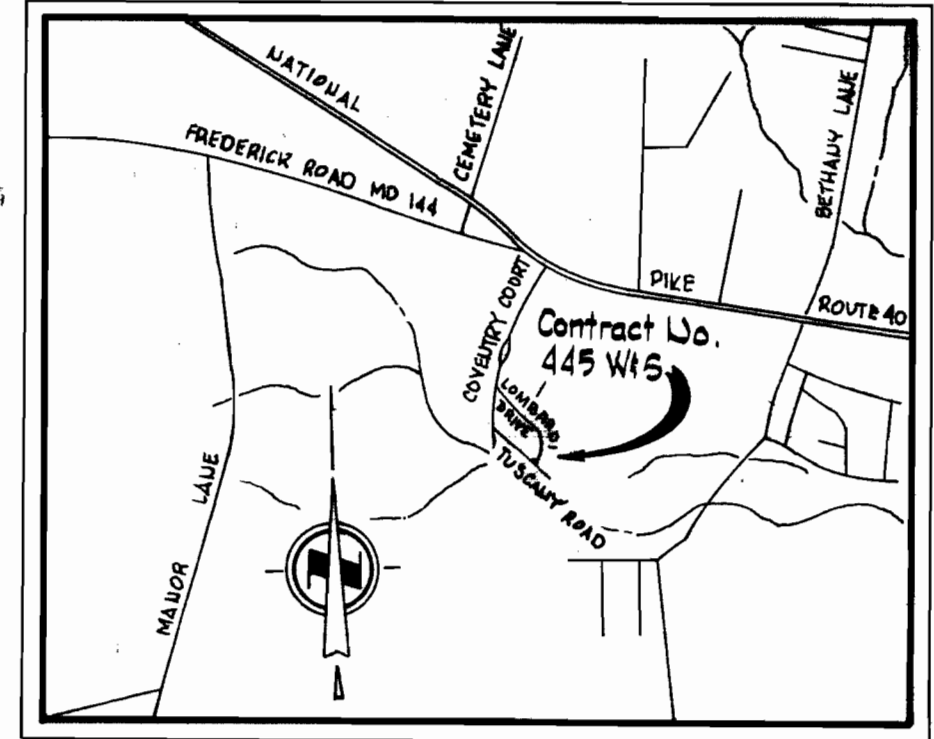 NATIONAL
CEMETERY LANE
BETHANY LANE
FREDERICK ROAD MD 144
PIKE
ROUTE 40
COVENTRY COURT
Contract No.
445 W&S
LOMBARDI
DRIVE
TUSCANY ROAD
MANOR LANE
N